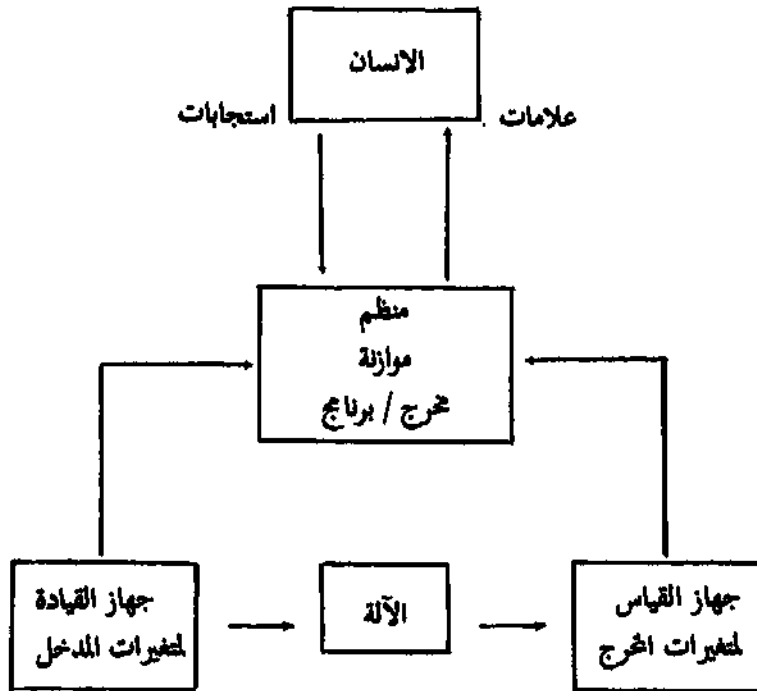 الانسان
علامات
استجابات
منظم
موازنة
مخرج / برنامج
جهاز القياس
لمتغيرات المخرج
الآلة
جهاز القيادة
لمتغيرات المدخل